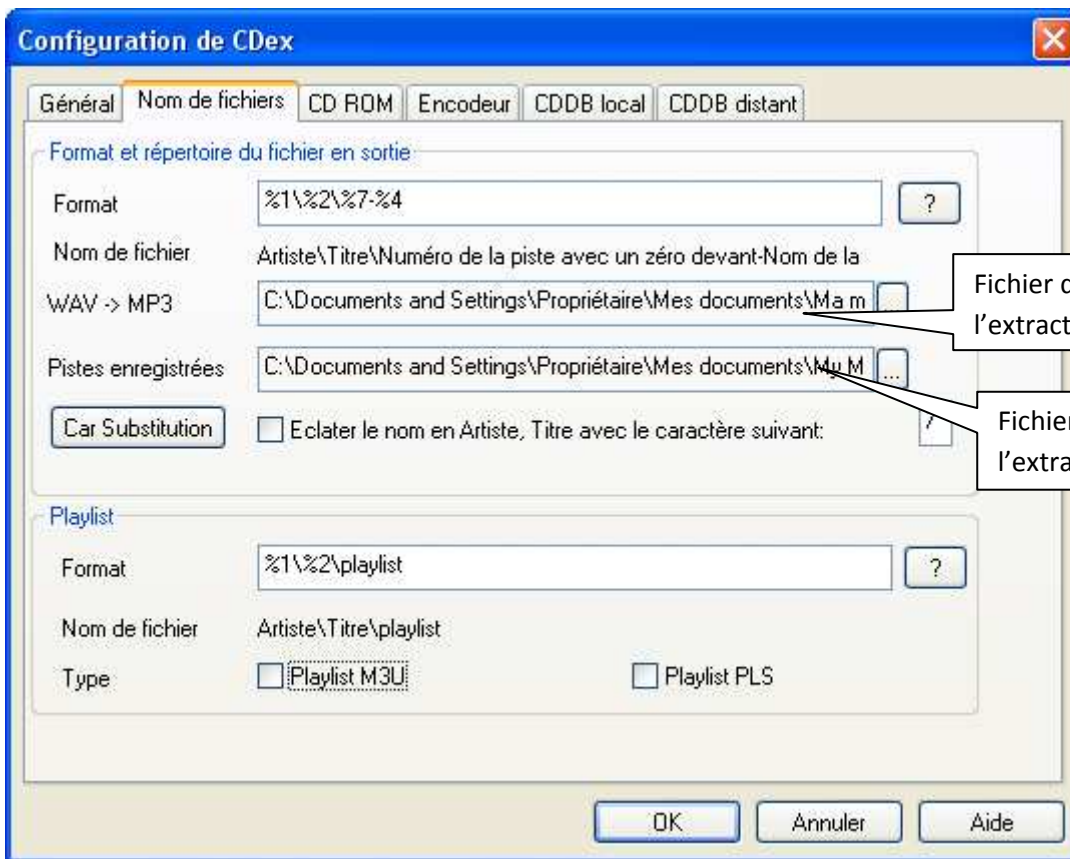 Configuration de CDex
Général Nom de fichiers CD ROM Encodeur CDDB local CDDB distant
Format et répertoire du fichier en sortie
Format %1\%2\%7-%4 ?
Nom de fichier Artiste\Titre\Numéro de la piste avec un zéro devant-Nom de la
WAV -> MP3 C:\Documents and Settings\Propriétaire\Mes documents\Ma m ...
Fichier
l'extract
Pistes enregistrées C:\Documents and Settings\Propriétaire\Mes documents\My M ...
Car Substitution Eclater le nom en Artiste, Titre avec le caractère suivant: /
Fichier
l'extra
Playlist
Format %1\%2\playlist ?
Nom de fichier Artiste\Titre\playlist
Type Playlist M3U Playlist PLS
OK Annuler Aide